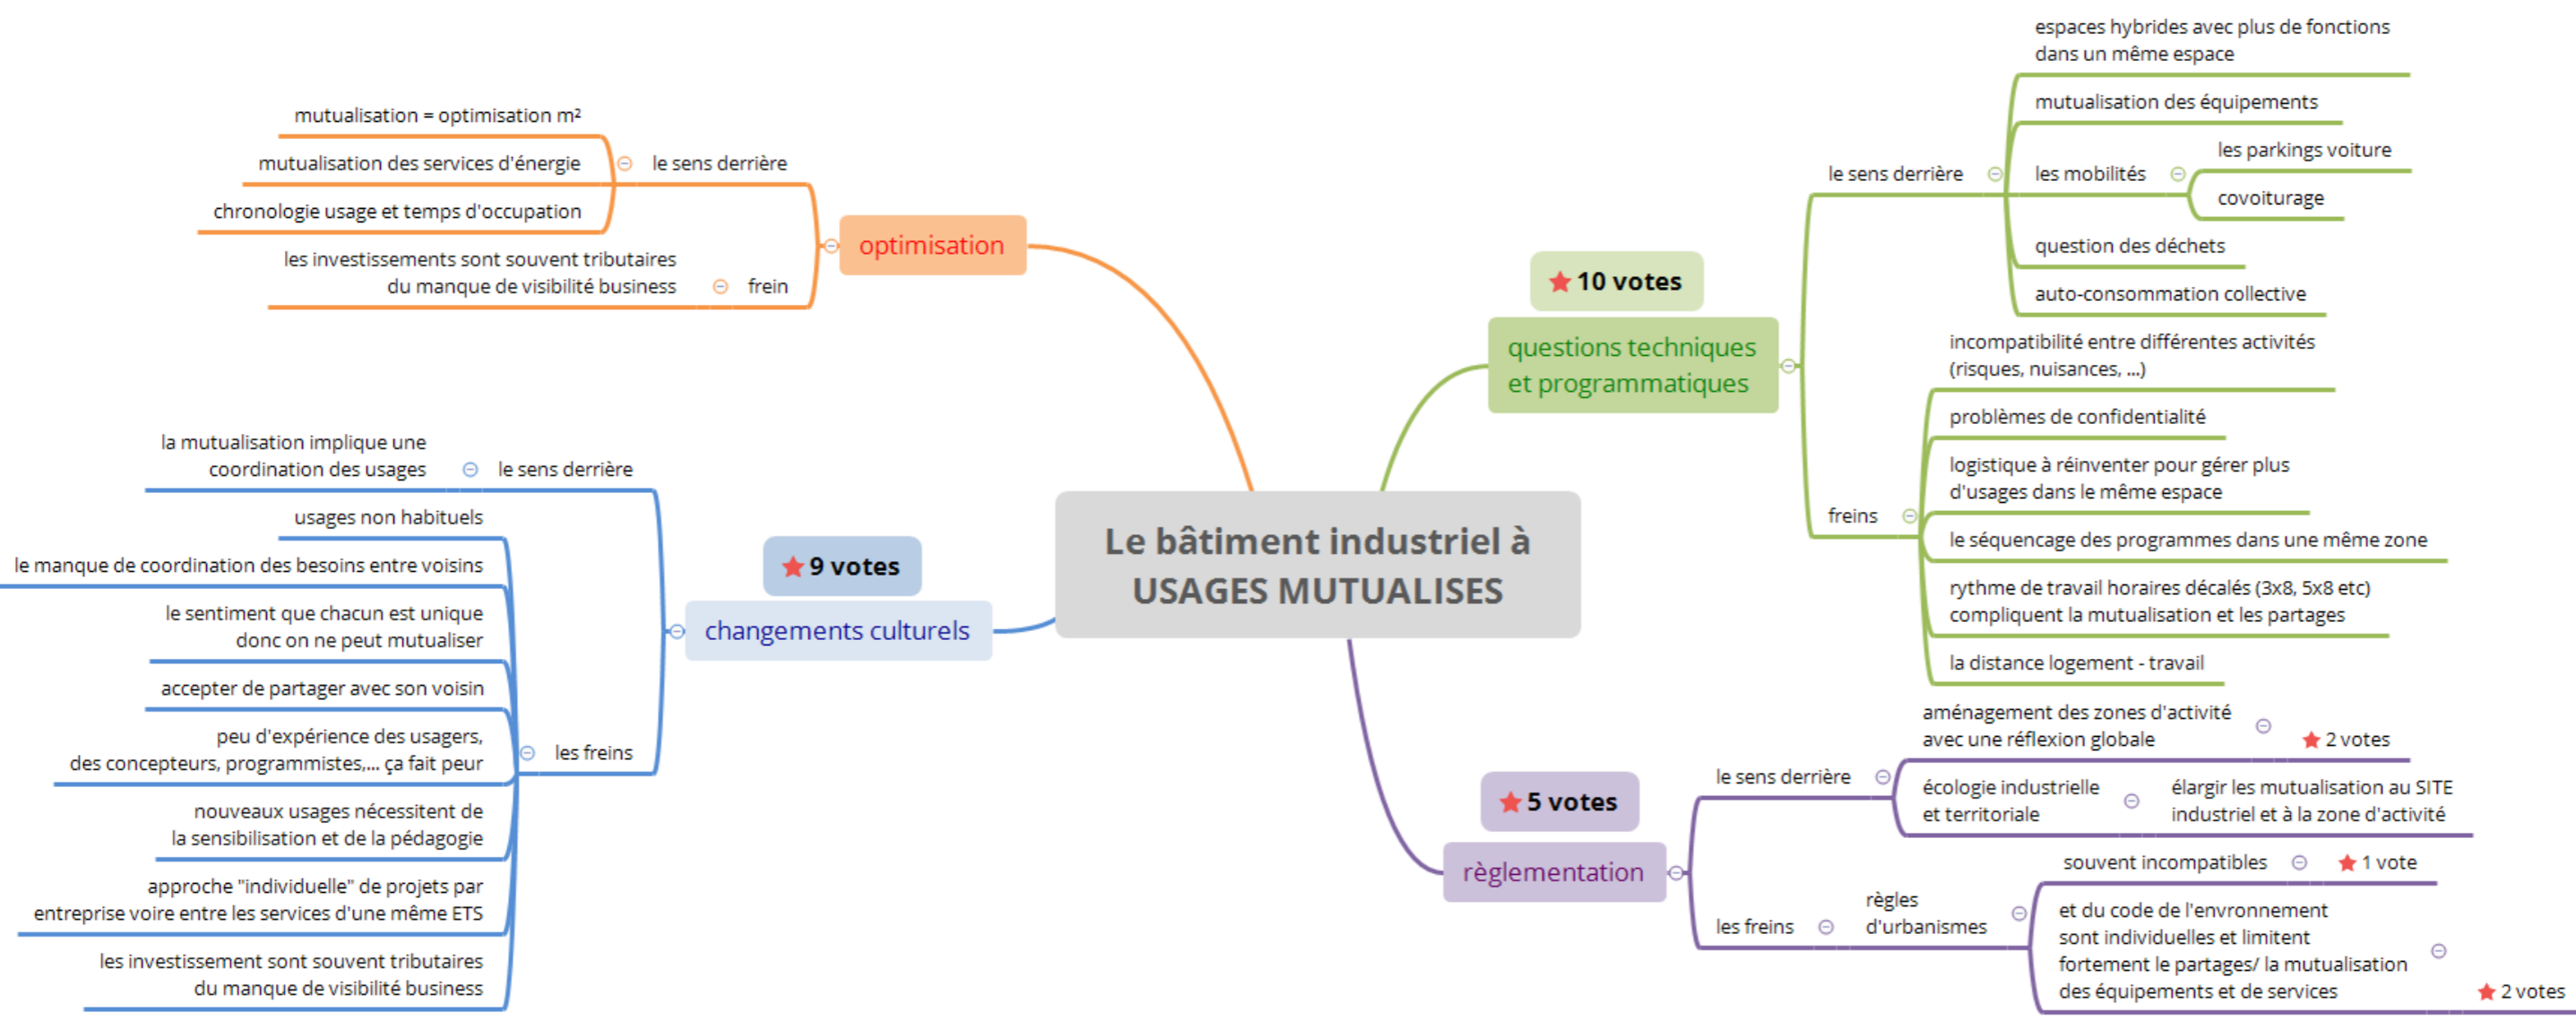 Le bâtiment industriel à
USAGES MUTUALISES
optimisation
le sens derrière
mutualisation = optimisation m²
mutualisation des services d'énergie
chronologie usage et temps d'occupation
frein
les investissements sont souvent tributaires
du manque de visibilité business
9 votes
changements culturels
le sens derrière
la mutualisation implique une
coordination des usages
les freins
usages non habituels
le manque de coordination des besoins entre voisins
le sentiment que chacun est unique
donc on ne peut mutualiser
accepter de partager avec son voisin
peu d'expérience des usagers,
des concepteurs, programmistes,... ça fait peur
nouveaux usages nécessitent de
la sensibilisation et de la pédagogie
approche "individuelle" de projets par
entreprise voire entre les services d'une même ETS
les investissement sont souvent tributaires
du manque de visibilité business
10 votes
questions techniques
et programmatiques
le sens derrière
espaces hybrides avec plus de fonctions
dans un même espace
mutualisation des équipements
les mobilités
les parkings voiture
covoiturage
question des déchets
auto-consommation collective
freins
incompatibilité entre différentes activités
(risques, nuisances, ...)
problèmes de confidentialité
logistique à réinventer pour gérer plus
d'usages dans le même espace
le séquencage des programmes dans une même zone
rythme de travail horaires décalés (3x8, 5x8 etc)
compliquent la mutualisation et les partages
la distance logement - travail
5 votes
règlementation
le sens derrière
aménagement des zones d'activité
avec une réflexion globale
2 votes
écologie industrielle
et territoriale
élargir les mutualisation au SITE
industriel et à la zone d'activité
les freins
règles
d'urbanismes
souvent incompatibles
1 vote
et du code de l'envronnement
sont individuelles et limitent
fortement le partages/ la mutualisation
des équipements et de services
2 votes